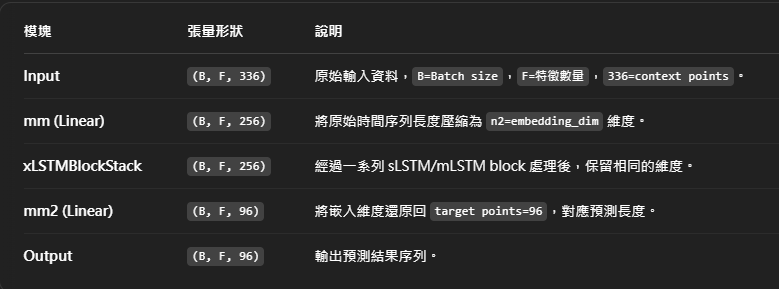 模塊 張量形狀 說明
Input (B, F, 336) 原始輸入資料，B=Batch size，F=特徵數量，336=context points。
mm (Linear) (B, F, 256) 將原始時間序列長度壓縮為 n2=embedding_dim 維度。
xLSTMBlockStack (B, F, 256) 經過一系列 sLSTM/mLSTM block 處理後，保留相同的維度。
mm2 (Linear) (B, F, 96) 將嵌入維度還原回 target points=96，對應預測長度。
Output (B, F, 96) 輸出預測結果序列。